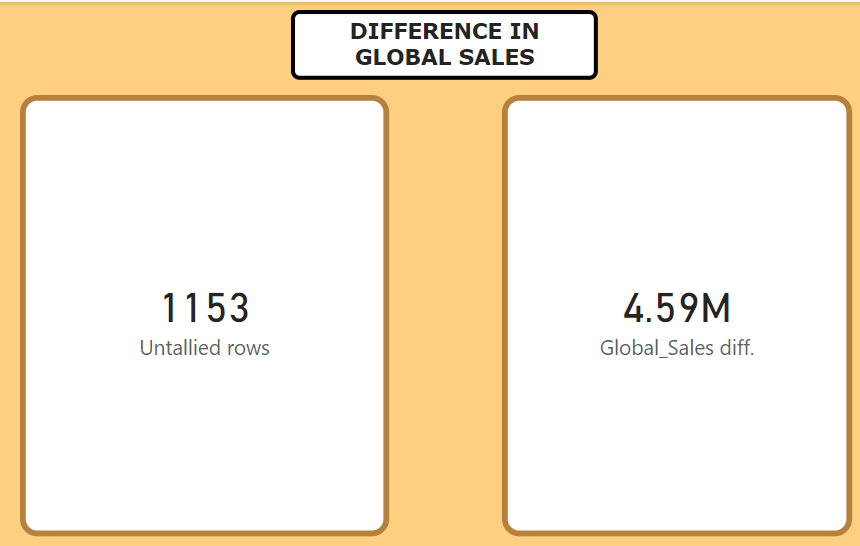 DIFFERENCE IN
GLOBAL SALES
1153
Untallied rows
4.59M
Global_Sales diff.